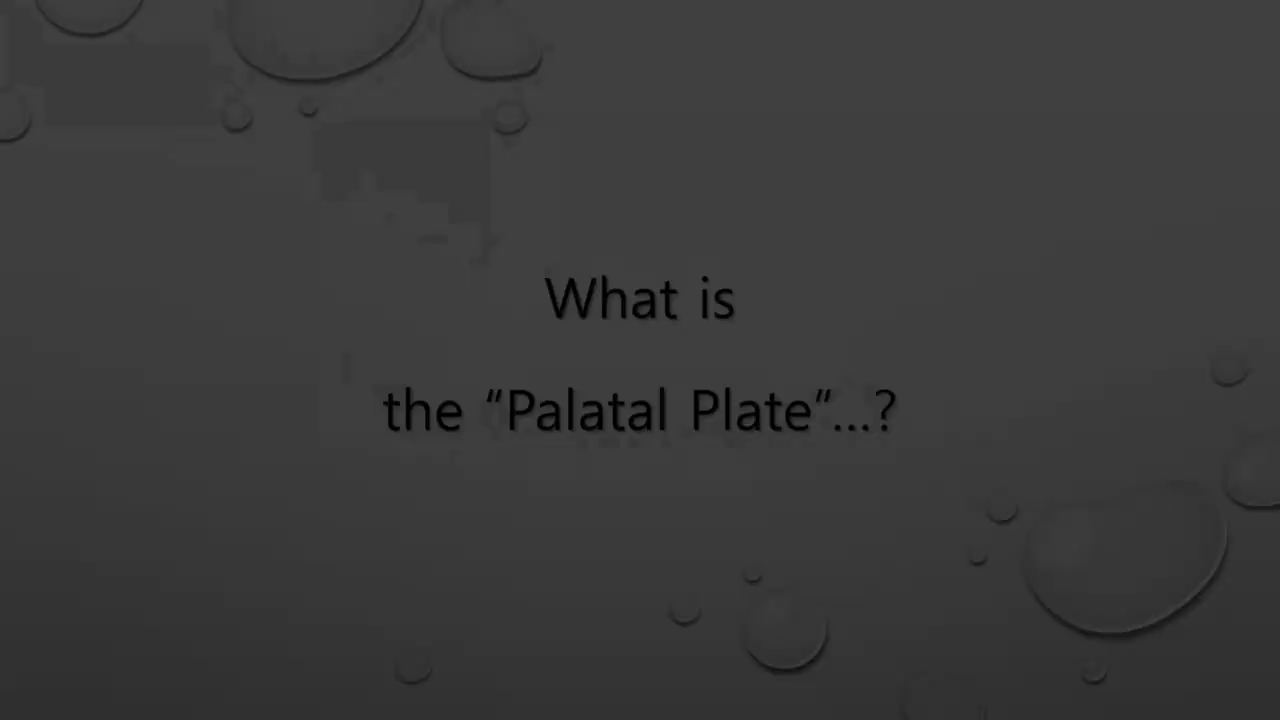 What is
the “Palatal Plate”...?